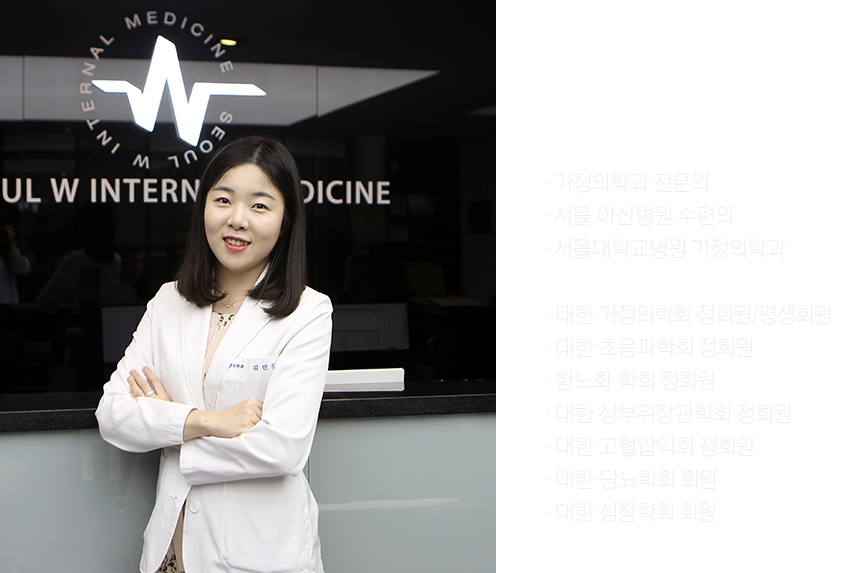 SEOUL W INTERNAL MEDICINE
UL W INTERN DICINE
김민
· 가정의학과 전문의
· 서울 아산병원 수련의
· 서울대학교병원 가정의학과
· 대한 가정의학회 정회원/평생회원
· 대한 초음파학회 정회원
· 항노화 학회 정회원
· 대한 상부위장관학회 정회원
· 대한 고혈압악회 정회원
· 대한 당뇨학회 회원
· 대한 심장학회 회원